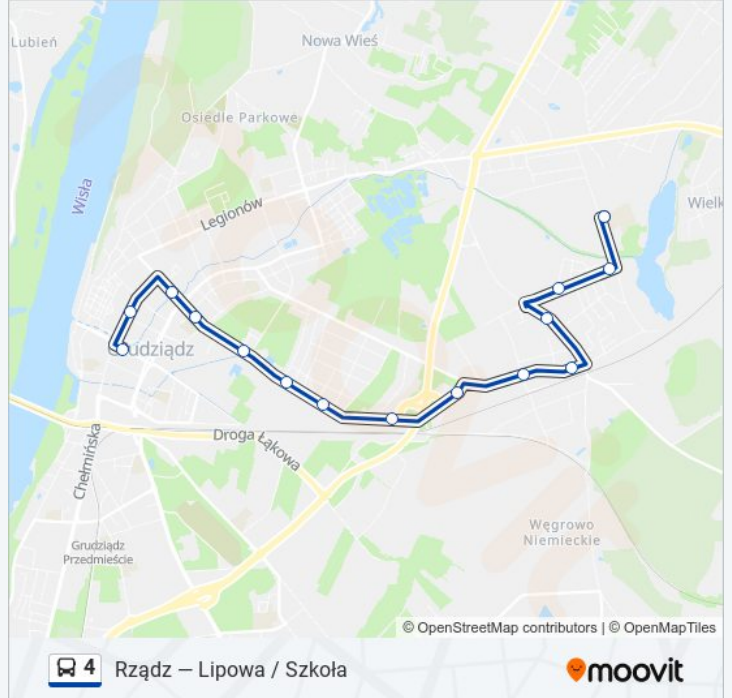 Lubień
Nowa Wieś
Osiedle Parkowe
Wisła
Legionów
Wielk
Grudziądz
Droga Łąkowa
Chełmińska
Grudziądz
Przedmieście
Węgrowo
Niemieckie
© OpenStreetMap contributors | © OpenMapTiles
4 Rządz — Lipowa / Szkoła
moovit